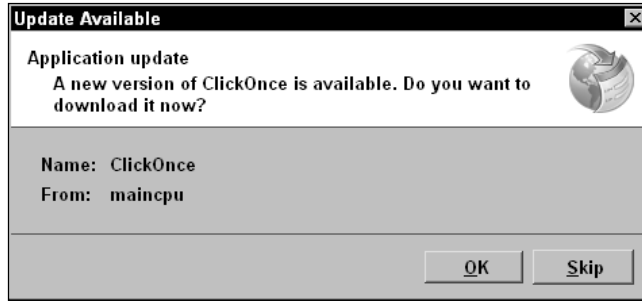 Update Available
Application update
A new version of ClickOnce is available. Do you want to
download it now?
Name: ClickOnce
From: maincpu
OK
Skip